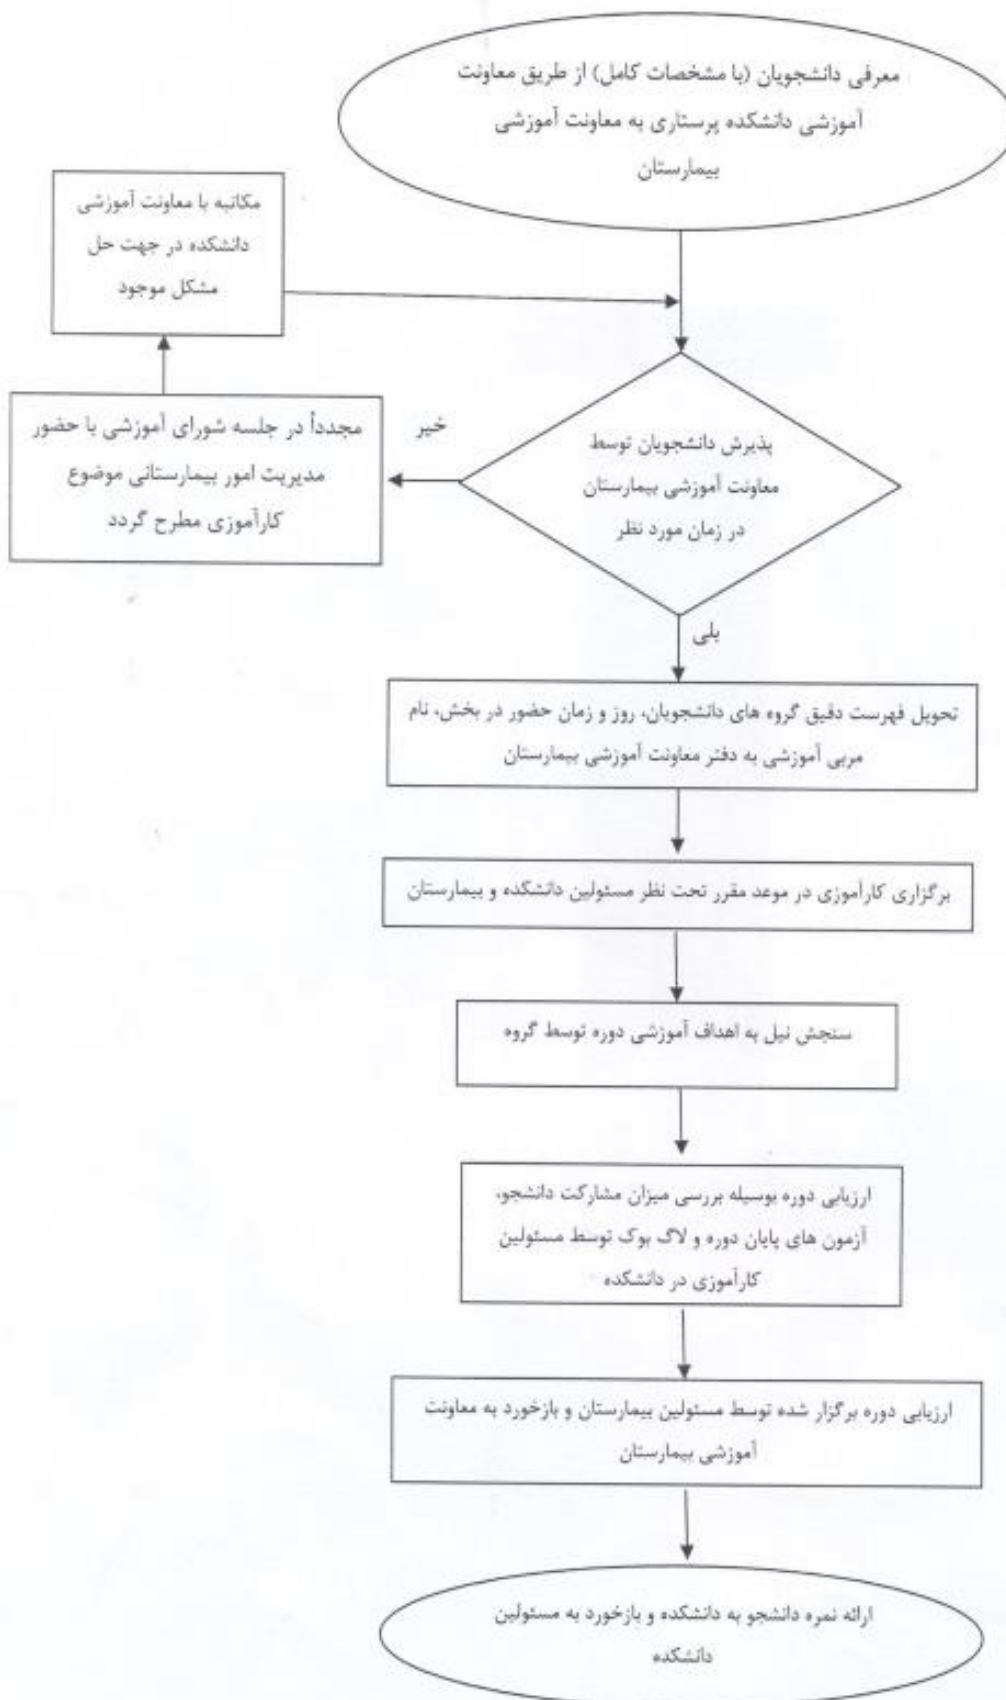 معرفی دانشجویان (با مشخصات کامل) از طریق معاونت
آموزشی دانشکده پرستاری به معاونت آموزشی
بیمارستان
مکاتبه با معاونت آموزشی
دانشکده در جهت حل
مشکل موجود
مجدداً در جلسه شورای آموزشی با حضور
مدیریت امور بیمارستانی موضوع
کارآموزی مطرح گردد
خیر
پذیرش دانشجویان توسط
معاونت آموزشی بیمارستان
در زمان مورد نظر
بلی
تحویل فهرست دقیق گروه های دانشجویان، روز و زمان حضور در بخش، نام
مربی آموزشی به دفتر معاونت آموزشی بیمارستان
برگزاری کارآموزی در موعد مقرر تحت نظر مسئولین دانشکده و بیمارستان
سنجش نیل به اهداف آموزشی دوره توسط گروه
ارزیابی دوره بوسیله بررسی میزان مشارکت دانشجو،
آزمون های پایان دوره و لاگ بوک توسط مسئولین
کارآموزی در دانشکده
ارزیابی دوره برگزار شده توسط مسئولین بیمارستان و بازخورد به معاونت
آموزشی بیمارستان
ارائه نمره دانشجو به دانشکده و بازخورد به مسئولین
دانشکده